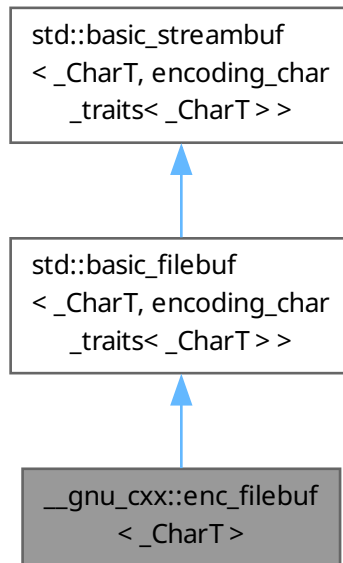 std::basic_streambuf
< _CharT, encoding_char
_traits< _CharT > >
std::basic_filebuf
< _CharT, encoding_char
_traits< _CharT > >
__gnu_cxx::enc_filebuf
< _CharT >